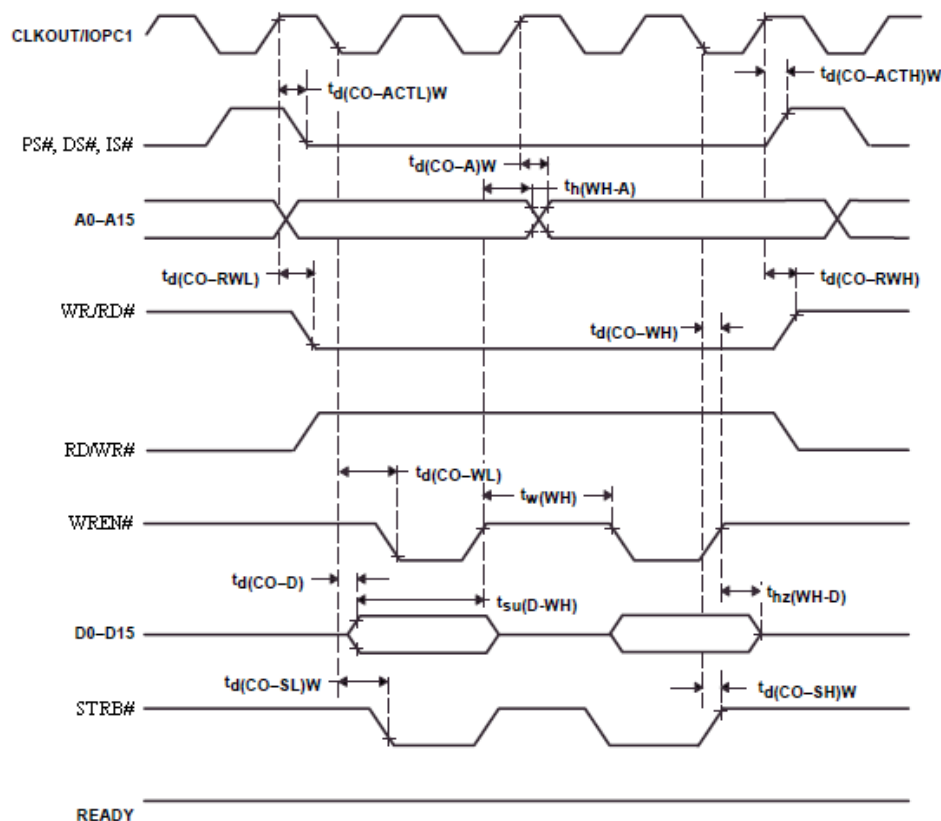 CLKOUT/IOPC1
td(CO–ACTH)W
td(CO–ACTL)W
PS#, DS#, IS#
td(CO–A)W
th(WH-A)
A0–A15
td(CO–RWL)
td(CO–RWH)
WR/RD#
td(CO–WH)
RD/WR#
td(CO–WL)
tw(WH)
WREN#
td(CO–D)
tsu(D-WH)
thz(WH-D)
D0–D15
td(CO–SL)W
td(CO–SH)W
STRB#
READY